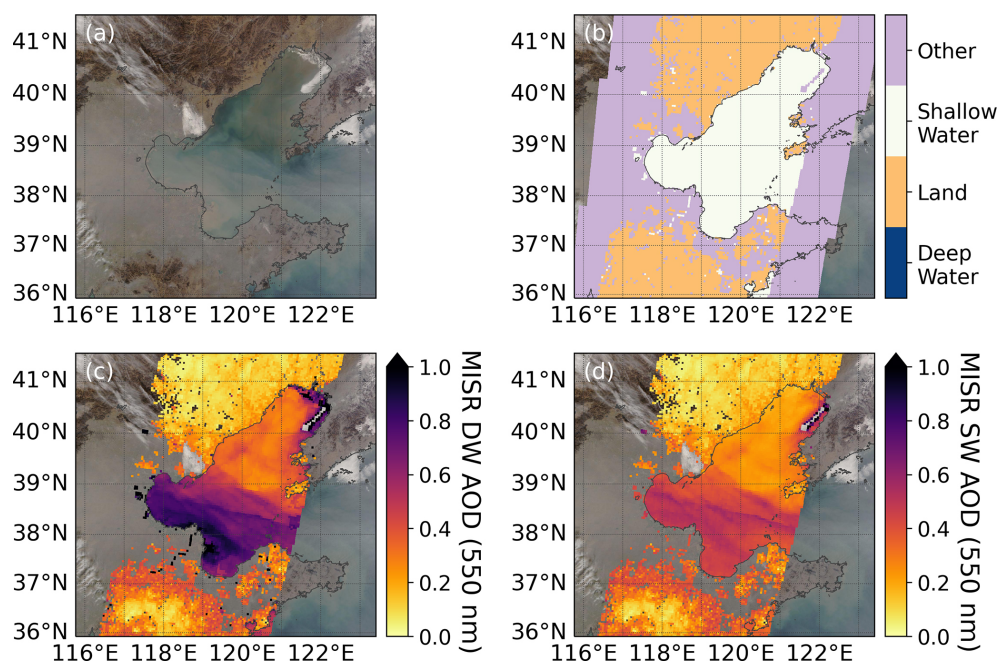 (a)
41°N
40°N
39°N
38°N
37°N
36°N
116°E 118°E 120°E 122°E
(b)
41°N
40°N
39°N
38°N
37°N
36°N
116°E 118°E 120°E 122°E
Other
Shallow
Water
Land
Deep
Water
(c)
41°N
40°N
39°N
38°N
37°N
36°N
116°E 118°E 120°E 122°E
1.0
0.8
0.6
0.4
0.2
0.0
MISR DW AOD (550 nm)
(d)
41°N
40°N
39°N
38°N
37°N
36°N
116°E 118°E 120°E 122°E
1.0
0.8
0.6
0.4
0.2
0.0
MISR SW AOD (550 nm)